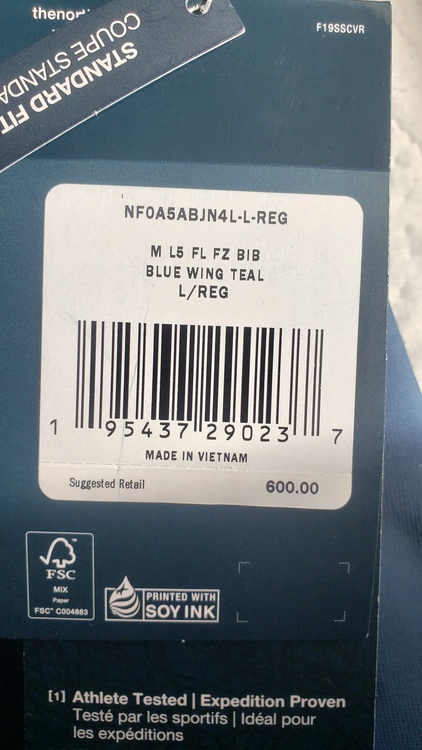 thenor
F19SSCVR
STANDARD FIT
COUPE STANDA
NF0A5ABJN4L-L-REG
M L5 FL FZ BIB
BLUE WING TEAL
L/REG
1 95437 29023 7
MADE IN VIETNAM
Suggested Retail 600.00
FSC
MIX
Paper
FSC™ C004883
PRINTED WITH
SOY INK
[1] Athlete Tested | Expedition Proven
Testé par les sportifs | Idéal pour
les expéditions